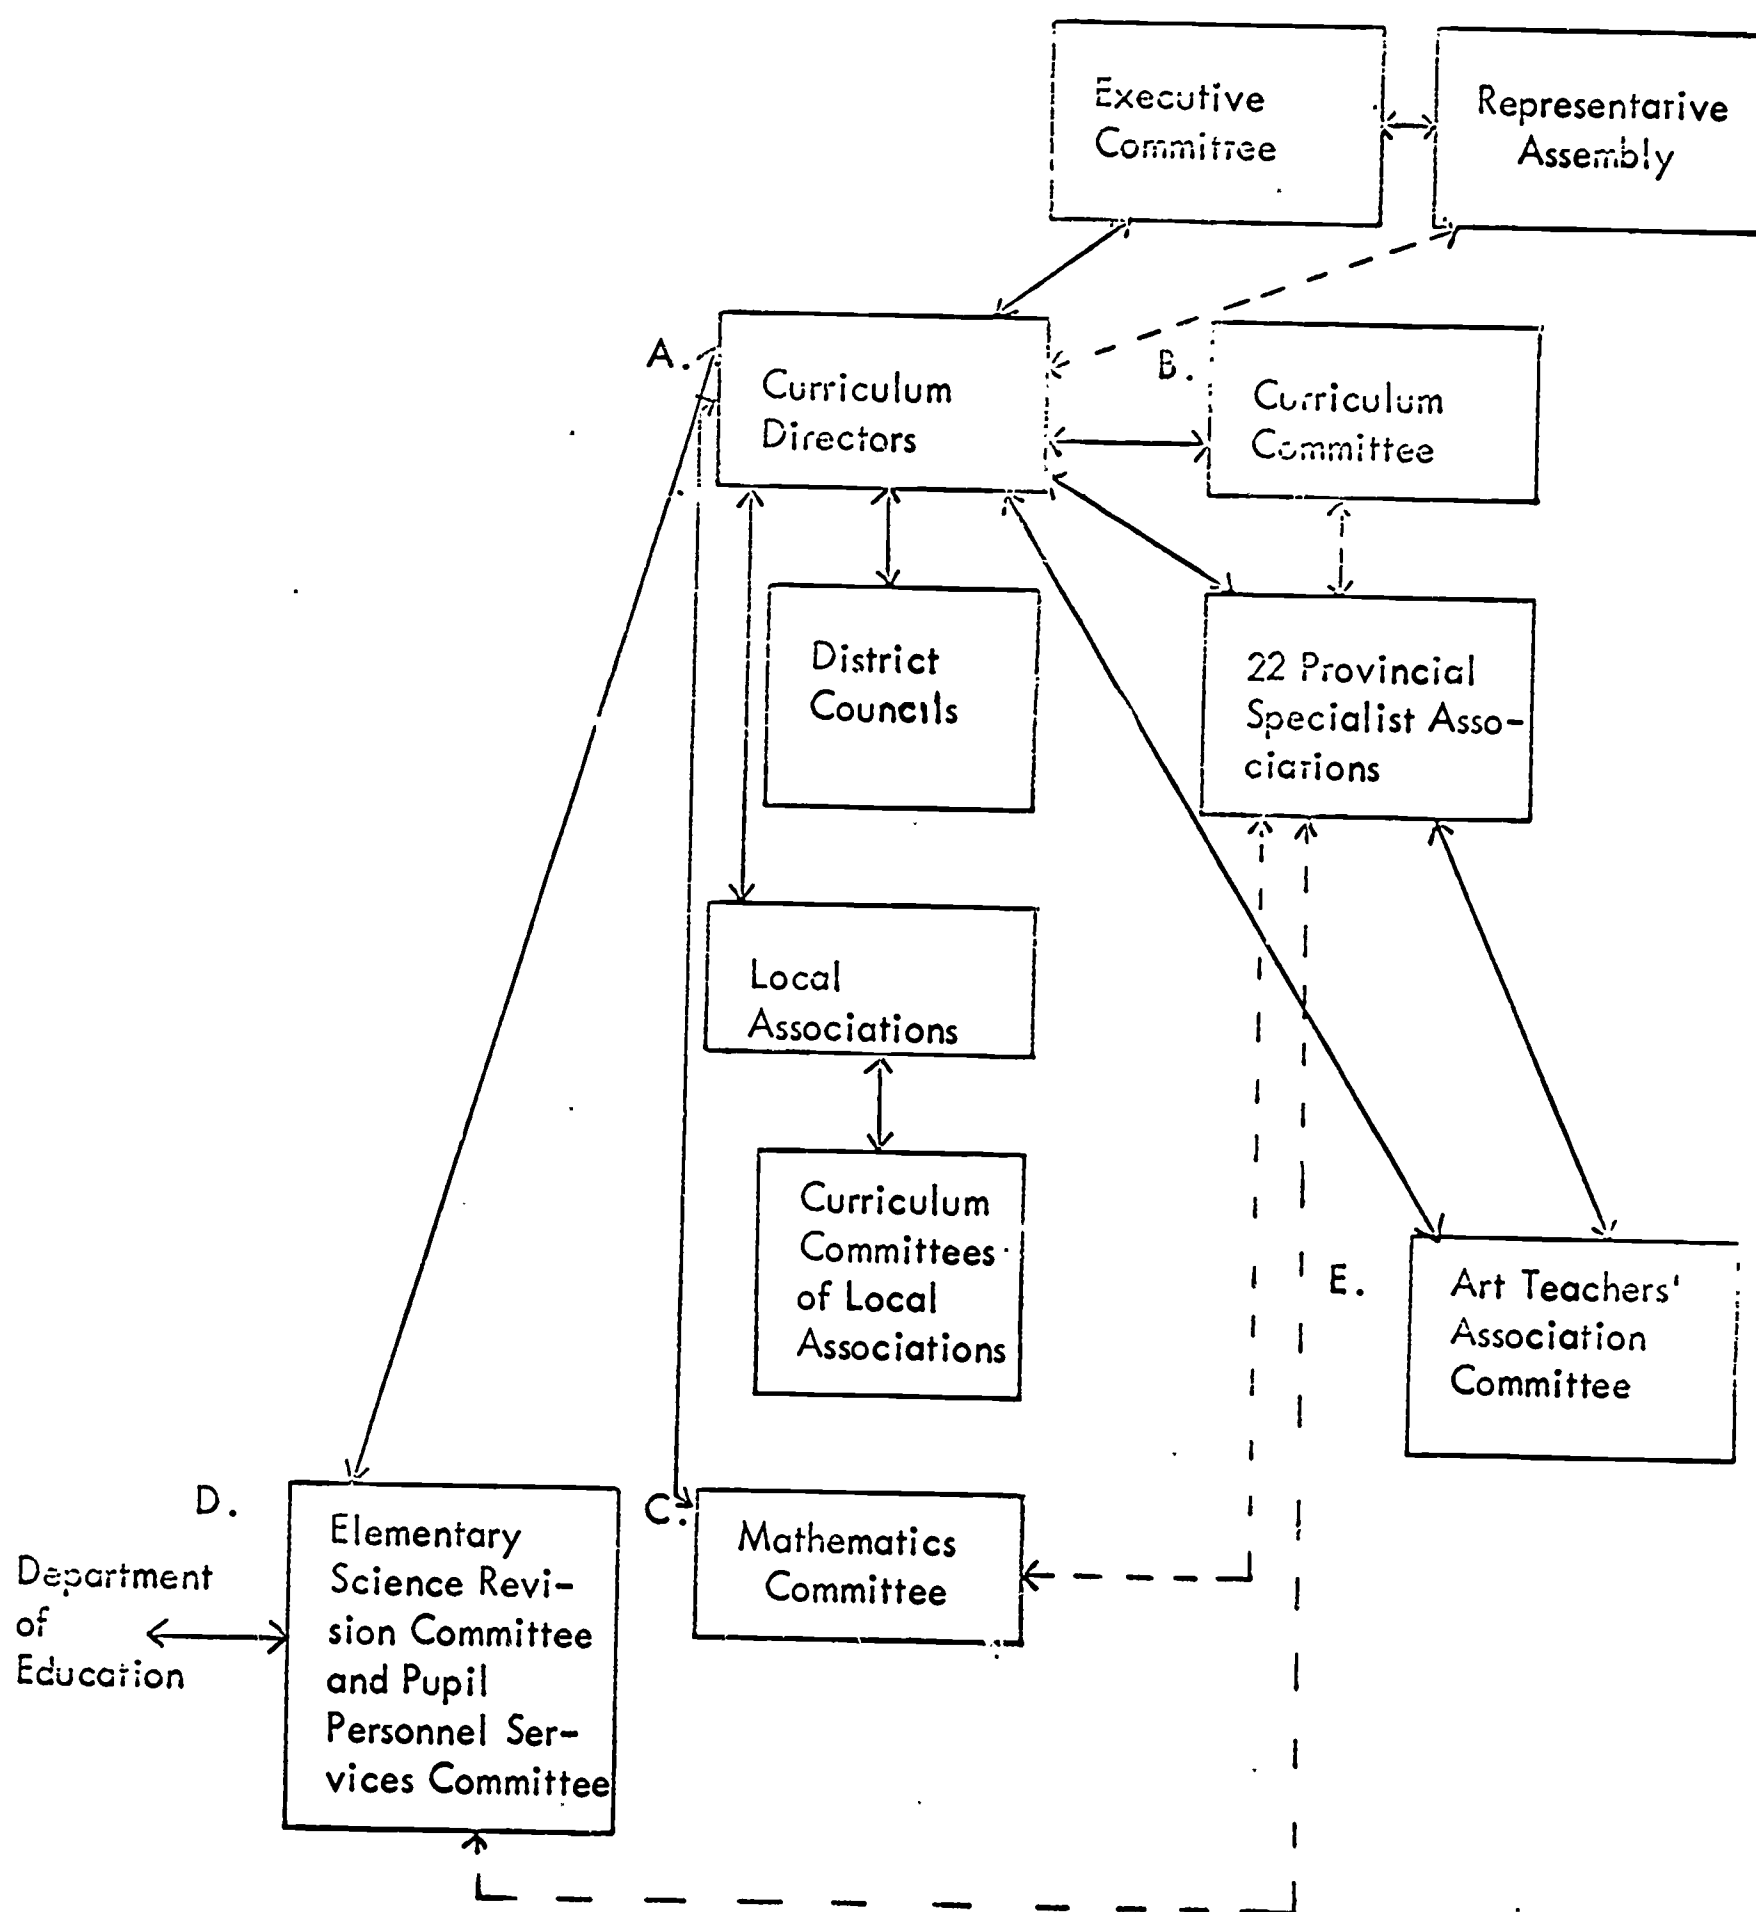 Executive
Committee
Representative
Assembly
A.
Curriculum
Directors
B.
Curriculum
Committee
District
Councils
22 Provincial
Specialist Asso-
ciations
Local
Associations
Curriculum
Committees
of Local
Associations
E.
Art Teachers'
Association
Committee
D.
Elementary
Science Revi-
sion Committee
and Pupil
Personnel Ser-
vices Committee
C.
Mathematics
Committee
Department
of
Education